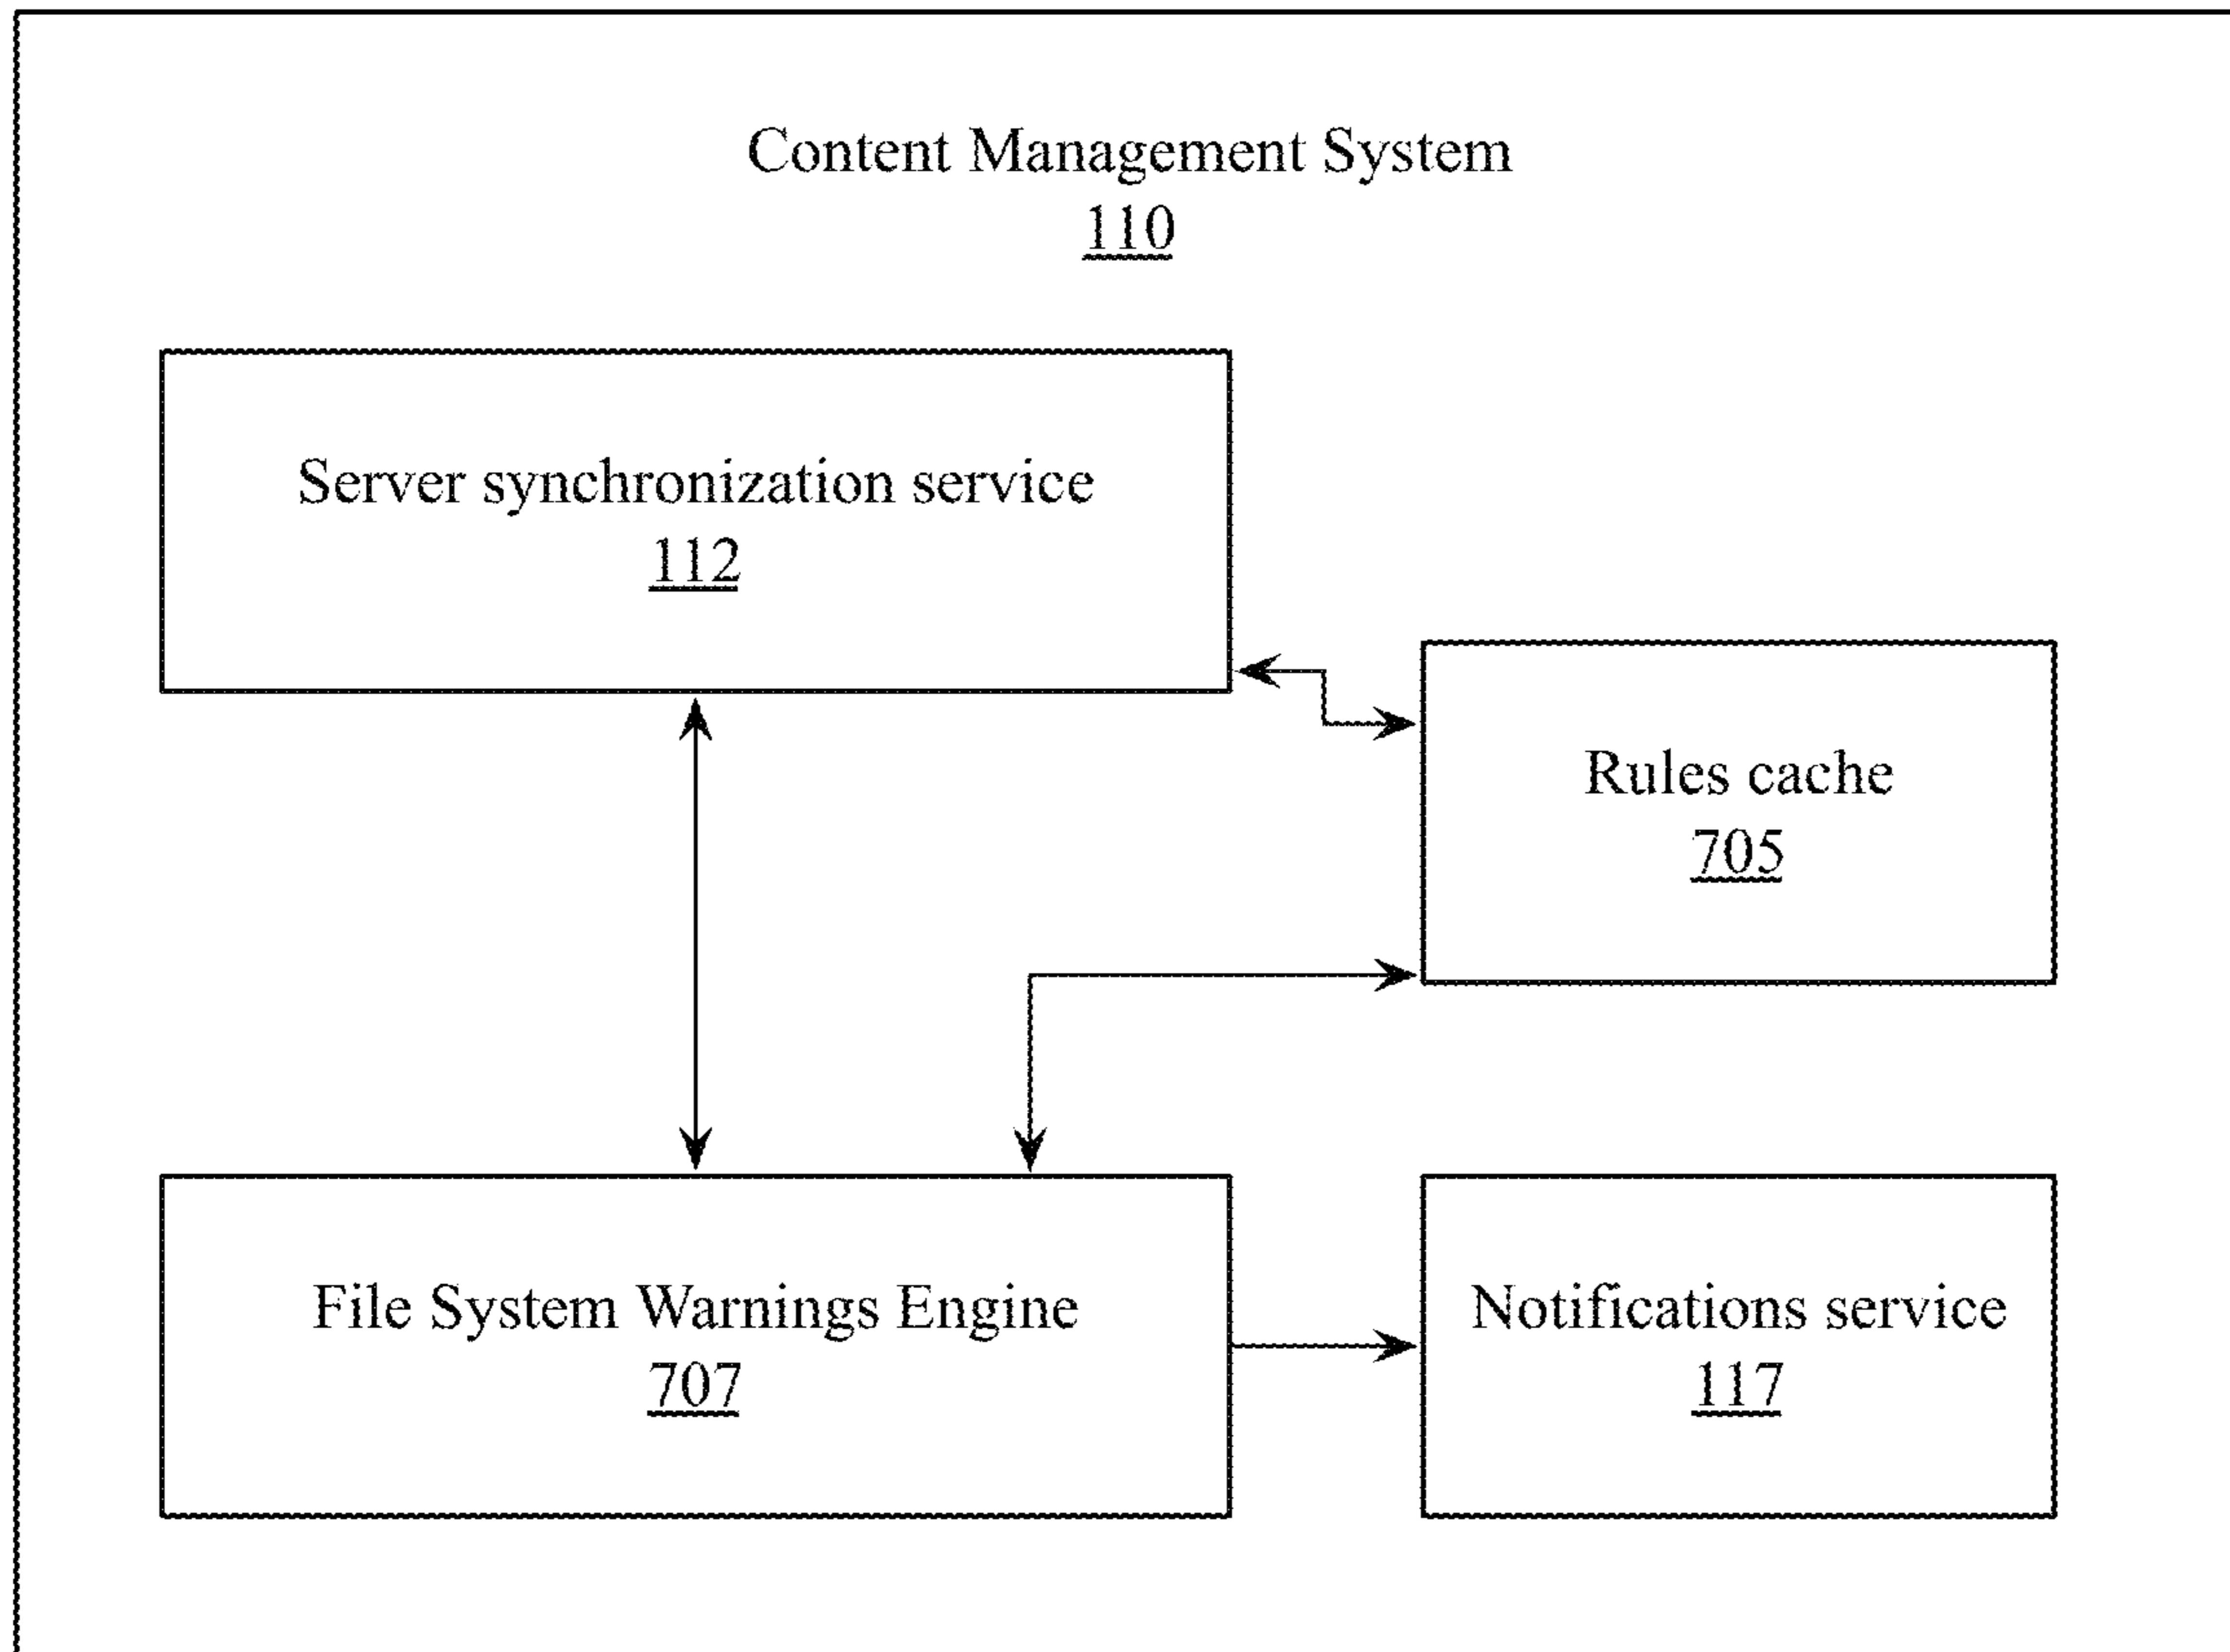 Content Management System
110
Server synchronization service
112
Rules cache
705
File System Warnings Engine
707
Notifications service
117